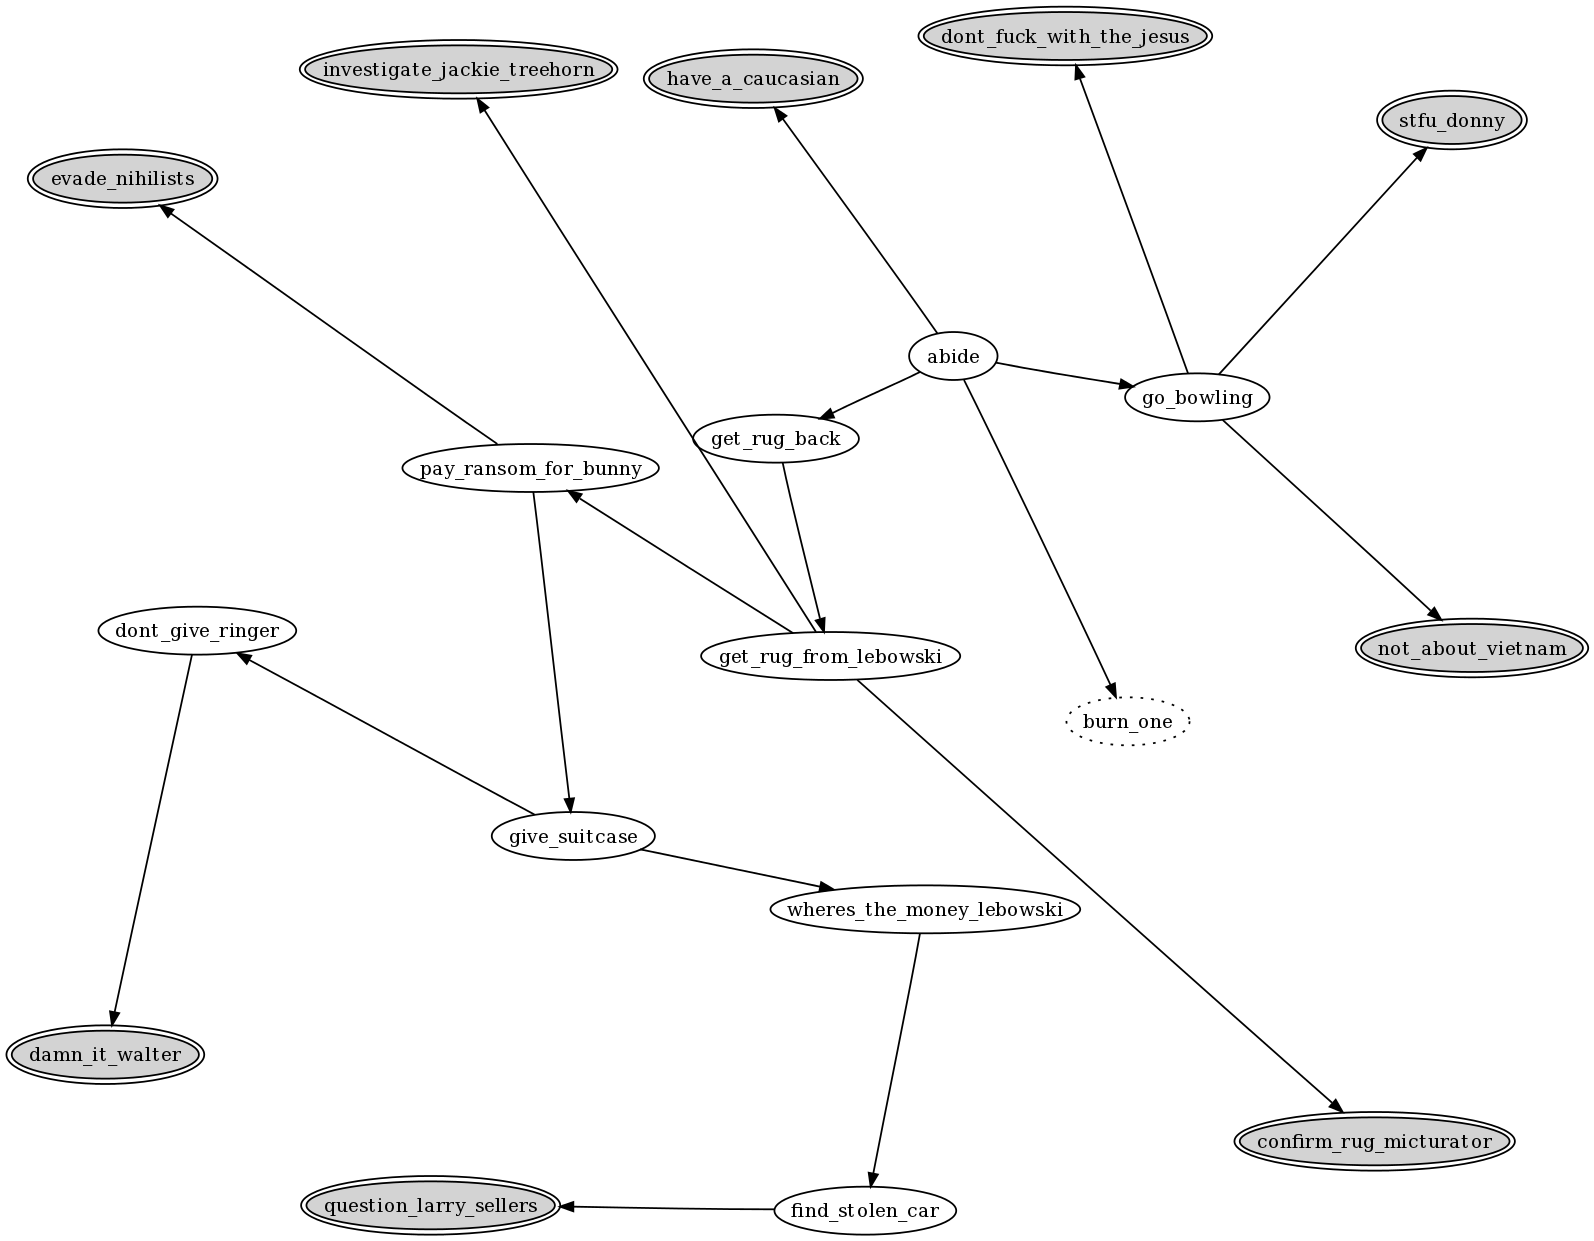 dont_fuck_with_the_jesus
investigate_jackie_treehorn
have_a_caucasian
stfu_donny
evade_nihilists
abide
go_bowling
get_rug_back
pay_ransom_for_bunny
dont_give_ringer
get_rug_from_lebowski
not_about_vietnam
burn_one
give_suitcase
wheres_the_money_lebowski
damn_it_walter
confirm_rug_micturator
question_larry_sellers
find_stolen_car